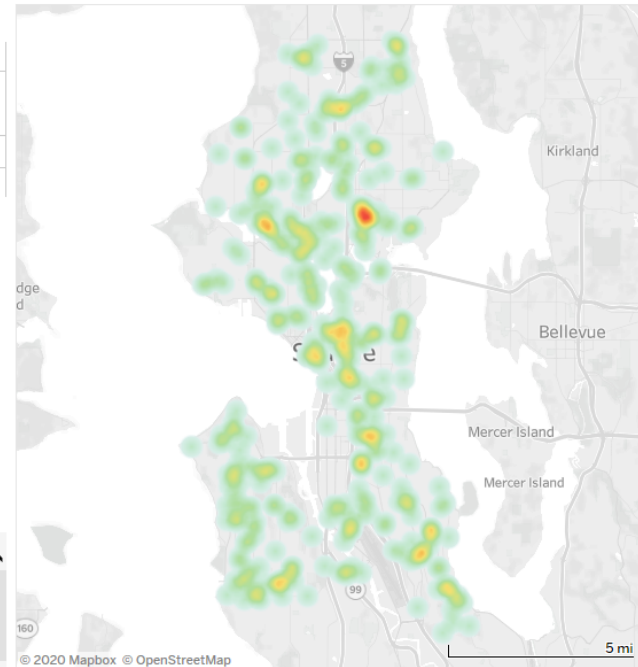 5
Kirkland
dge
d
Bellevue
S
e
Mercer Island
Mercer Island
99
160
5 mi
© 2020 Mapbox © OpenStreetMap